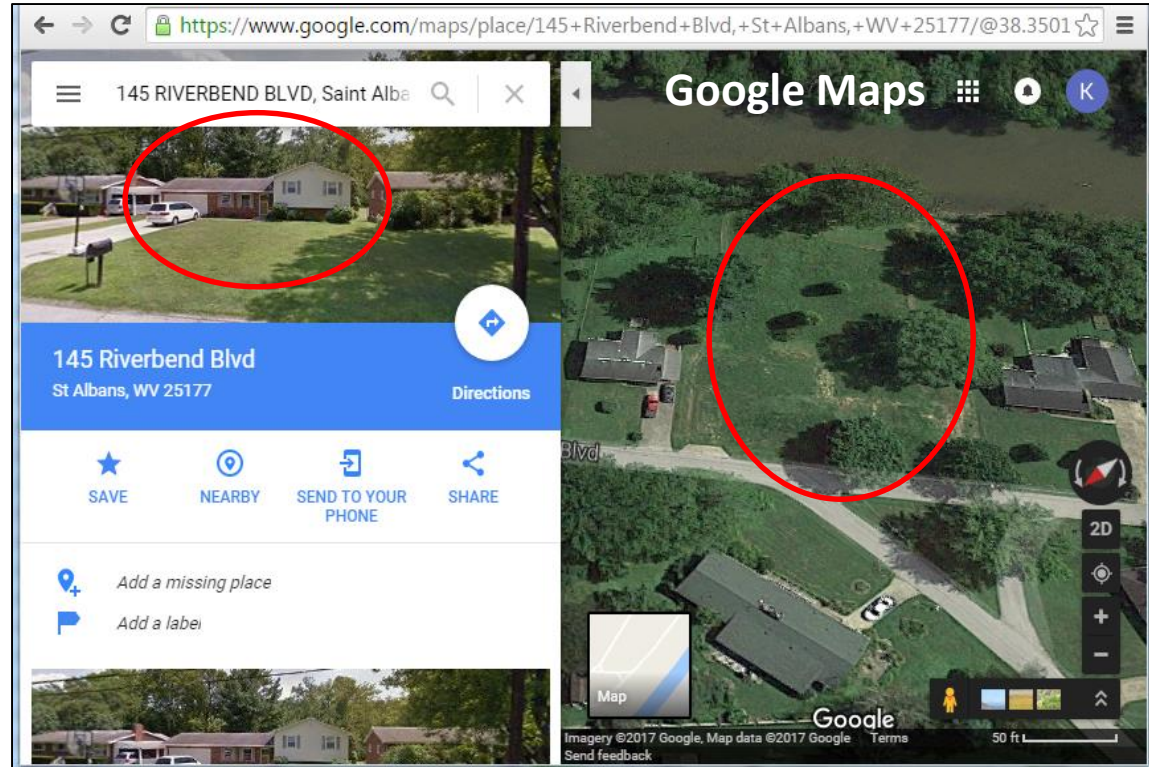 https://www.google.com/maps/place/145+Riverbend+Blvd,+St+Albans,+WV+25177/@38.3501
145 RIVERBEND BLVD, Saint Alba
Google Maps
K
145 Riverbend Blvd
St Albans, WV 25177
Directions
SAVE
NEARBY
SEND TO YOUR
PHONE
SHARE
Add a missing place
Add a label
Blvd
2D
Map
Google
Imagery ©2017 Google, Map data ©2017 Google
Terms
50 ft
Send feedback